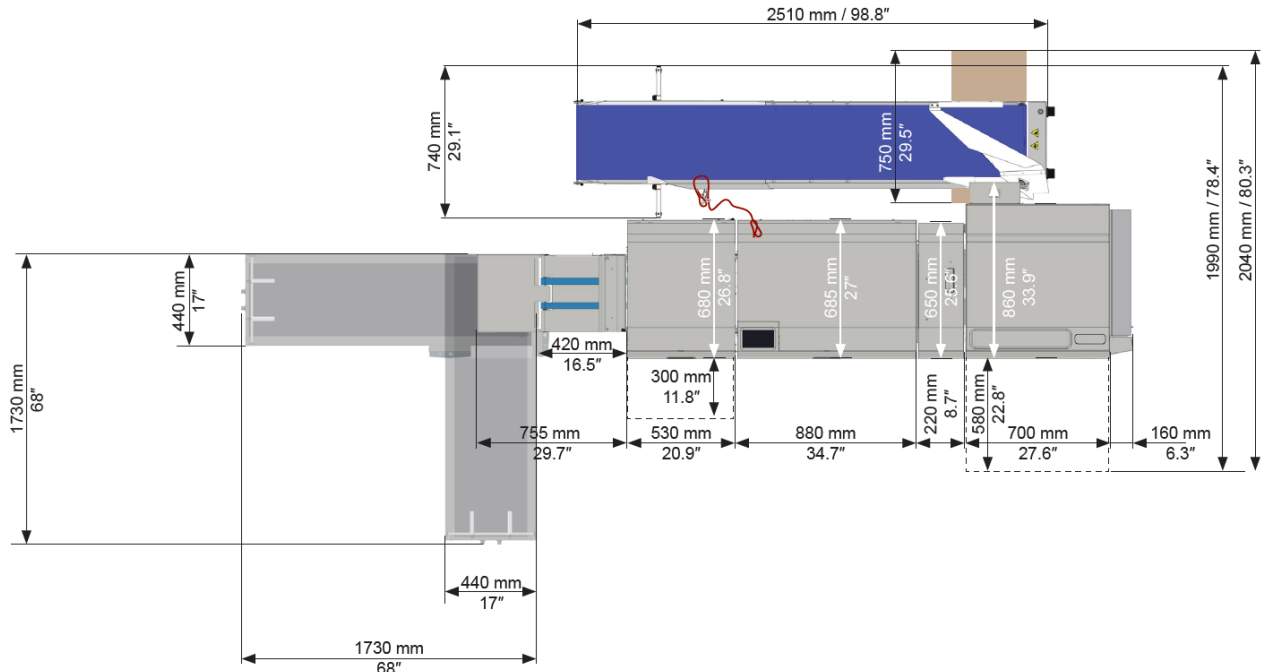 2510 mm / 98.8"
740 mm
29.1"
750 mm
29.5"
1990 mm / 78.4"
2040 mm / 80.3"
440 mm
17"
1730 mm
68"
680 mm
26.8"
685 mm
27"
650 mm
25.6"
860 mm
33.9"
420 mm
16.5"
300 mm
11.8"
220 mm
8.7"
580 mm
22.8"
755 mm
29.7"
530 mm
20.9"
880 mm
34.7"
700 mm
27.6"
160 mm
6.3"
440 mm
17"
1730 mm
68"